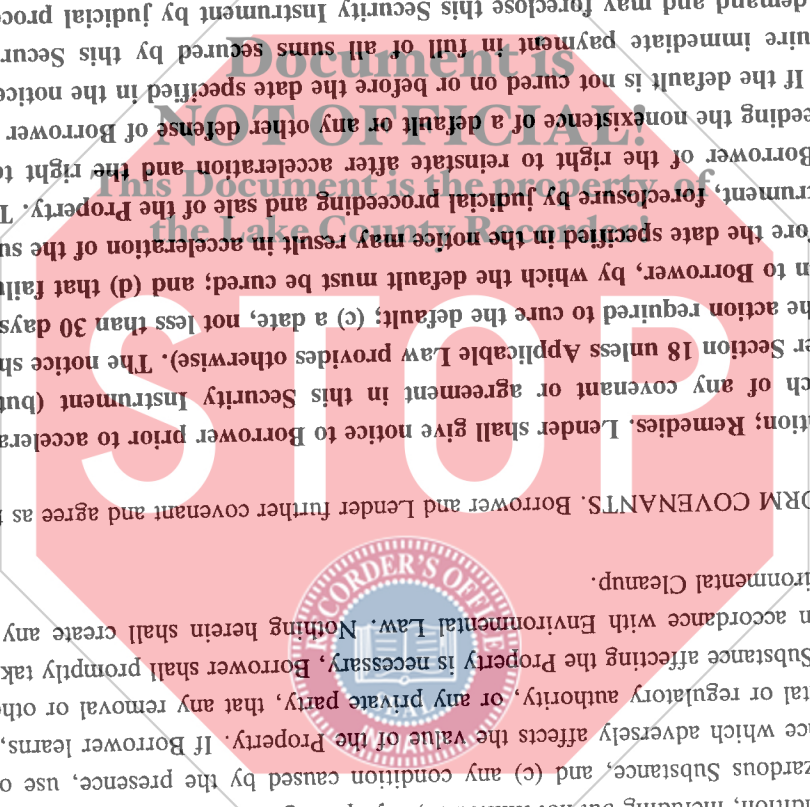 dition, including but not
zardous Substance, and (c) any condition caused by the presence, use o
ce which adversely affects the value of the Property. If Borrower learns,
tal or regulatory authority, or any private party, that any removal or othe
Substance affecting the Property is necessary, Borrower shall promptly tak
n accordance with Environmental Law. Nothing herein shall create any
ironmental Cleanup.
ORM COVENANTS. Borrower and Lender further covenant and agree as f
ation; Remedies. Lender shall give notice to Borrower prior to accelera
ch of any covenant or agreement in this Security Instrument (but
er Section 18 unless Applicable Law provides otherwise). The notice sh
he action required to cure the default; (c) a date, not less than 30 days
n to Borrower, by which the default must be cured; and (d) that failu
ore the date specified in the notice may result in acceleration of the su
trument, foreclosure by judicial proceeding and sale of the Property. T
Borrower of the right to reinstate after acceleration and the right to
eeding the nonexistence of a default or any other defense of Borrower
If the default is not cured on or before the date specified in the notice
uire immediate payment in full of all sums secured by this Secur
demand and may foreclose this Security Instrument by judicial proc
Document is
NOT OFFICIAL!
This Document is the property of
the Lake County Recorder!
STOP
RECORDER'S OFFICE
SEAL
INDIANA